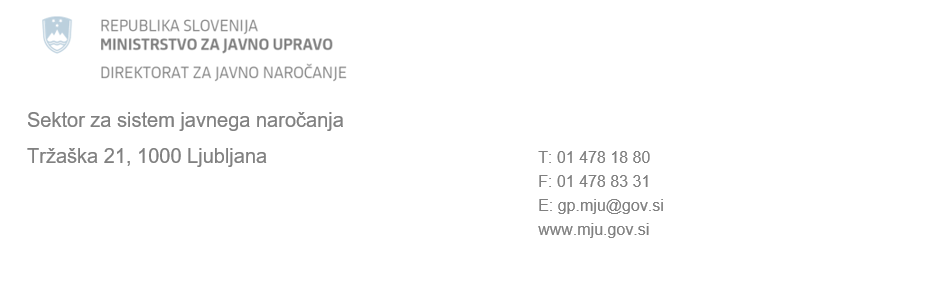 REPUBLIKA SLOVENIJA
MINISTRSTVO ZA JAVNO UPRAVO
DIREKTORAT ZA JAVNO NAROČANJE
Sektor za sistem javnega naročanja
Tržaška 21, 1000 Ljubljana
T: 01 478 18 80
F: 01 478 83 31
E: gp.mju@gov.si
www.mju.gov.si